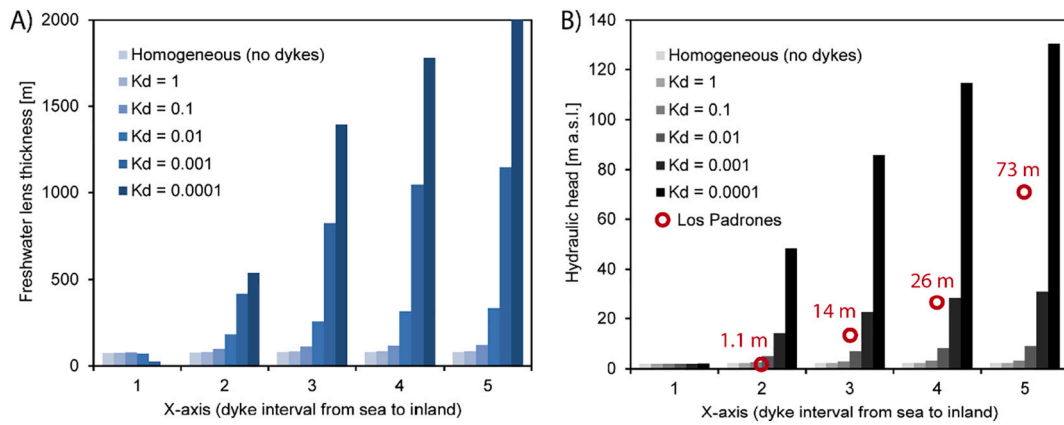 A)
2000
1500
1000
500
0
Freshwater lens thickness [m]
Homogeneous (no dykes)
Kd = 1
Kd = 0.1
Kd = 0.01
Kd = 0.001
Kd = 0.0001
1 2 3 4 5
X-axis (dyke interval from sea to inland)
B)
140
120
100
80
60
40
20
0
Hydraulic head [m a.s.l.]
Homogeneous (no dykes)
Kd = 1
Kd = 0.1
Kd = 0.01
Kd = 0.001
Kd = 0.0001
Los Padrones
1.1 m
14 m
26 m
73 m
1 2 3 4 5
X-axis (dyke interval from sea to inland)